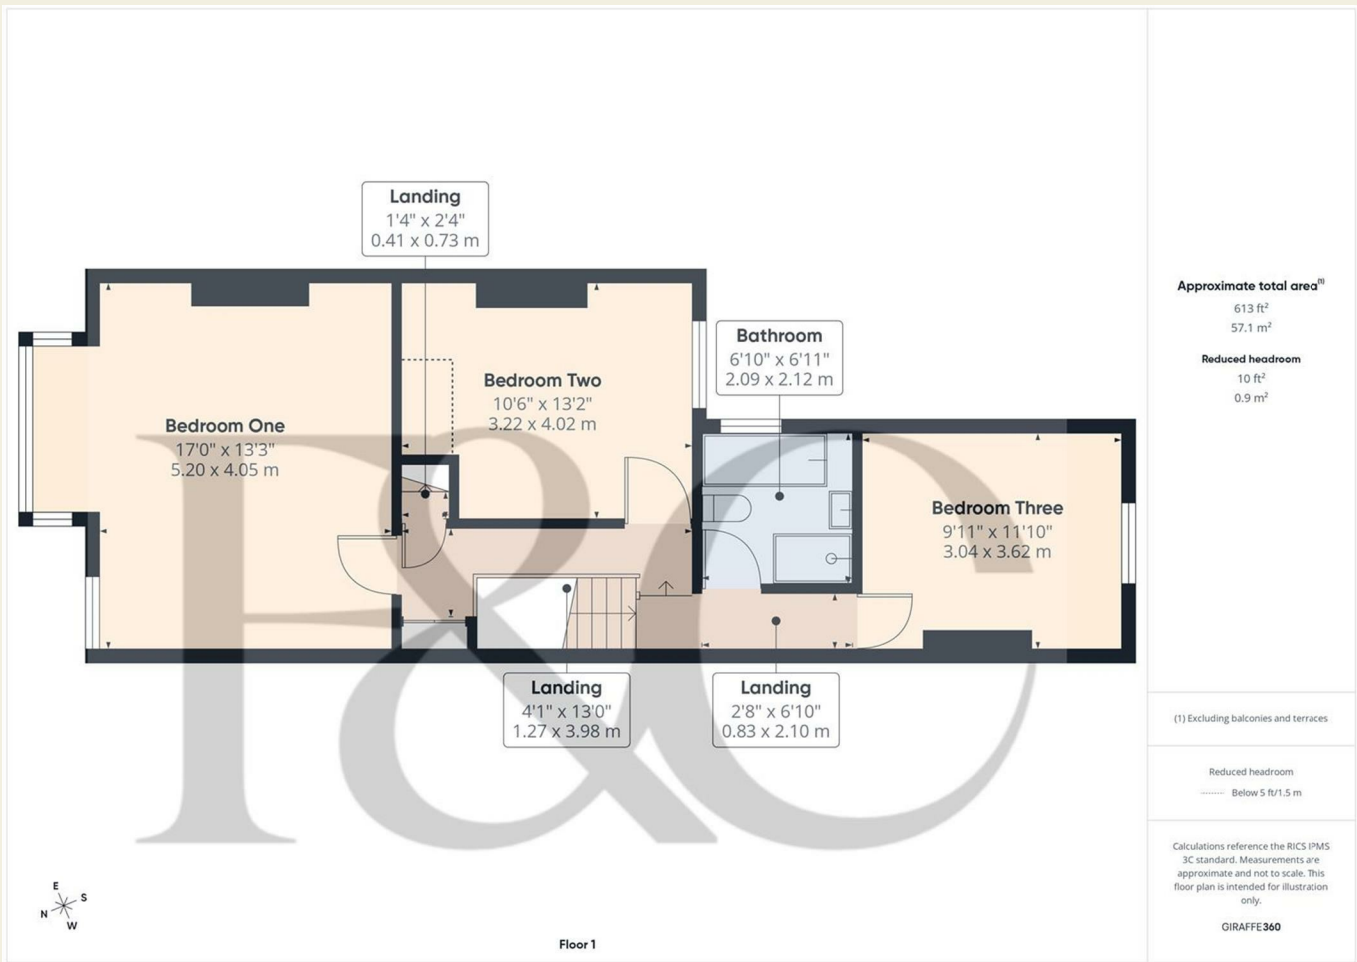 Landing
1'4" x 2'4"
0.41 x 0.73 m
Bathroom
6'10" x 6'11"
2.09 x 2.12 m
Bedroom Two
10'6" x 13'2"
3.22 x 4.02 m
Bedroom One
17'0" x 13'3"
5.20 x 4.05 m
Bedroom Three
9'11" x 11'10"
3.04 x 3.62 m
Landing
4'1" x 13'0"
1.27 x 3.98 m
Landing
2'8" x 6'10"
0.83 x 2.10 m
F&C
E
S
N
W
Floor 1
Approximate total area(1)
613 ft²
57.1 m²
Reduced headroom
10 ft²
0.9 m²
(1) Excluding balconies and terraces
Reduced headroom
Below 5 ft/1.5 m
Calculations reference the RICS IPMS
3C standard. Measurements are
approximate and not to scale. This
floor plan is intended for illustration
only.
GIRAFFE360